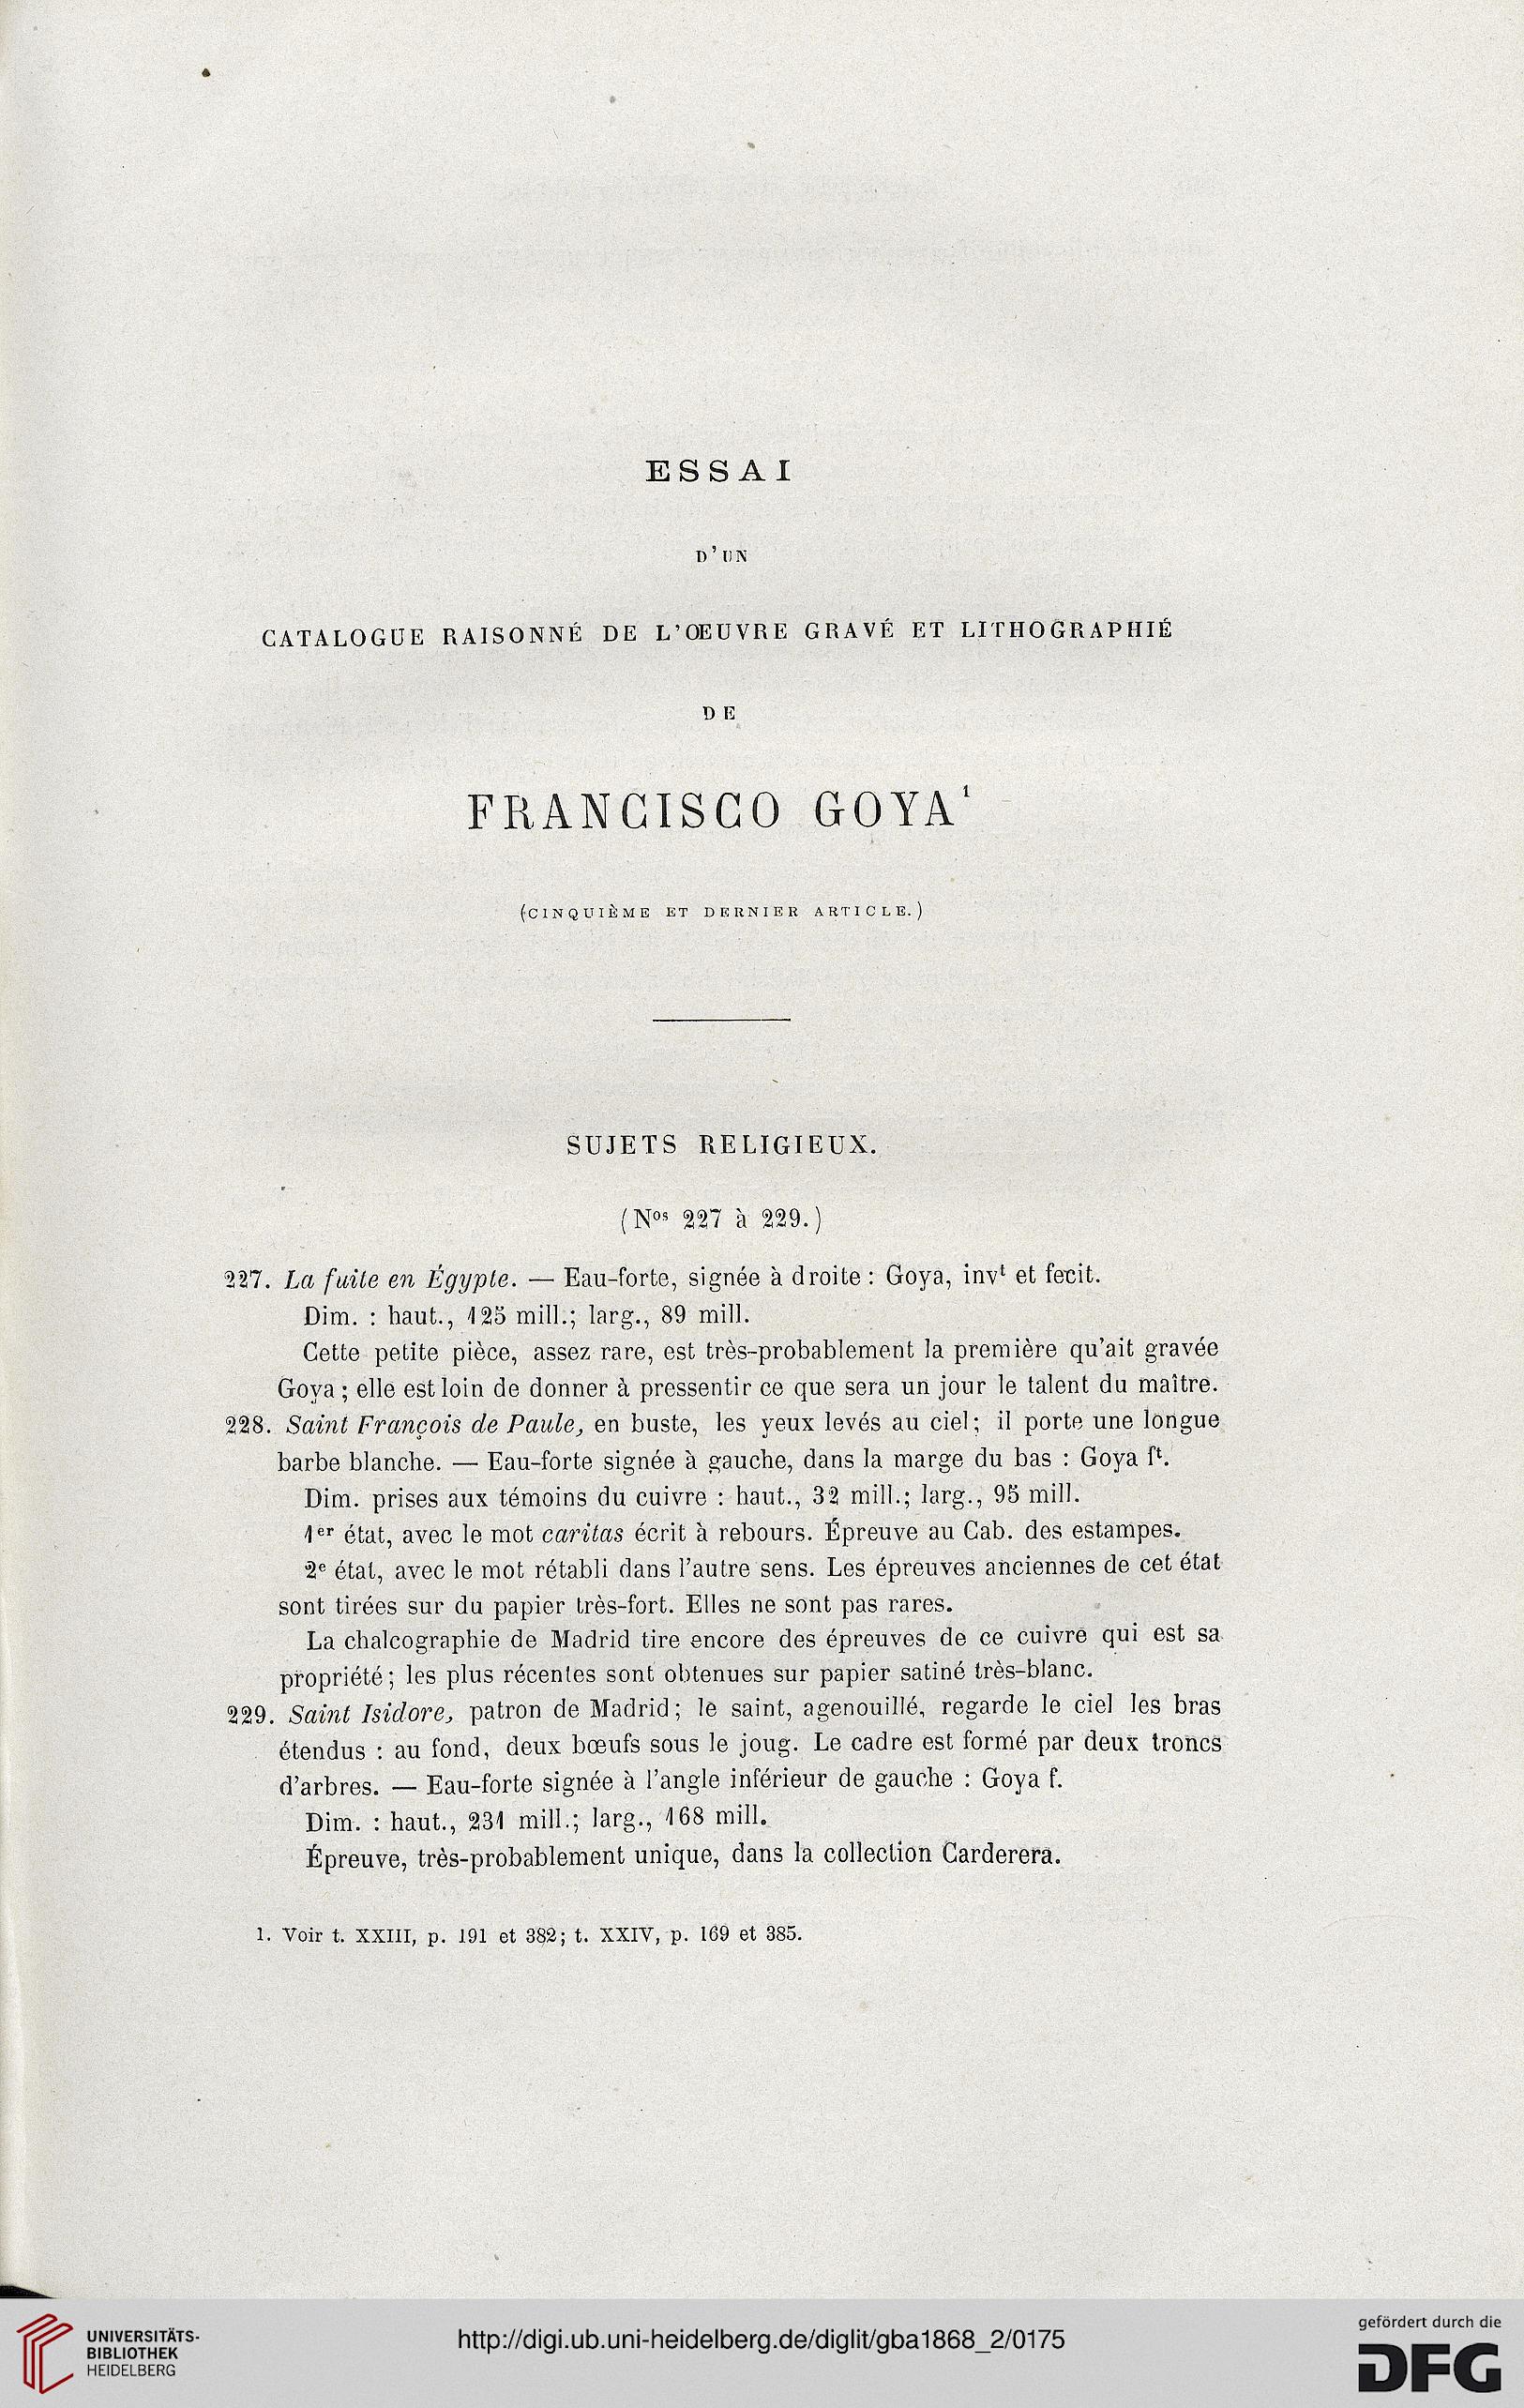 ESSAI
D'UN
CATALOGUE RAISONNÉ DE L'ŒUVRE GRAVÉ ET LITHOGRAPHIÉ
DE
FRANCISCO GOYA¹
(CINQUIÈME ET DERNIER ARTICLE.)
SUJETS RELIGIEUX.
(Nᵒˢ 227 à 229.)
227. La fuite en Égypte. — Eau-forte, signée à droite : Goya, invᵗ et fecit.
Dim. : haut., 125 mill.; larg., 89 mill.
Cette petite pièce, assez rare, est très-probablement la première qu'ait gravée
Goya ; elle est loin de donner à pressentir ce que sera un jour le talent du maître.
228. Saint François de Paule, en buste, les yeux levés au ciel; il porte une longue
barbe blanche. — Eau-forte signée à gauche, dans la marge du bas : Goya fᵗ.
Dim. prises aux témoins du cuivre : haut., 32 mill.; larg., 95 mill.
1ᵉʳ état, avec le mot caritas écrit à rebours. Épreuve au Cab. des estampes.
2ᵉ état, avec le mot rétabli dans l'autre sens. Les épreuves anciennes de cet état
sont tirées sur du papier très-fort. Elles ne sont pas rares.
La chalcographie de Madrid tire encore des épreuves de ce cuivre qui est sa
propriété; les plus récentes sont obtenues sur papier satiné très-blanc.
229. Saint Isidore, patron de Madrid; le saint, agenouillé, regarde le ciel les bras
étendus : au fond, deux bœufs sous le joug. Le cadre est formé par deux troncs
d'arbres. — Eau-forte signée à l'angle inférieur de gauche : Goya f.
Dim. : haut., 231 mill.; larg., 168 mill.
Épreuve, très-probablement unique, dans la collection Carderera.
1. Voir t. XXIII, p. 191 et 382; t. XXIV, p. 169 et 385.
UNIVERSITÄTS-
BIBLIOTHEK
HEIDELBERG
http://digi.ub.uni-heidelberg.de/diglit/gba1868_2/0175
gefördert durch die
DFG